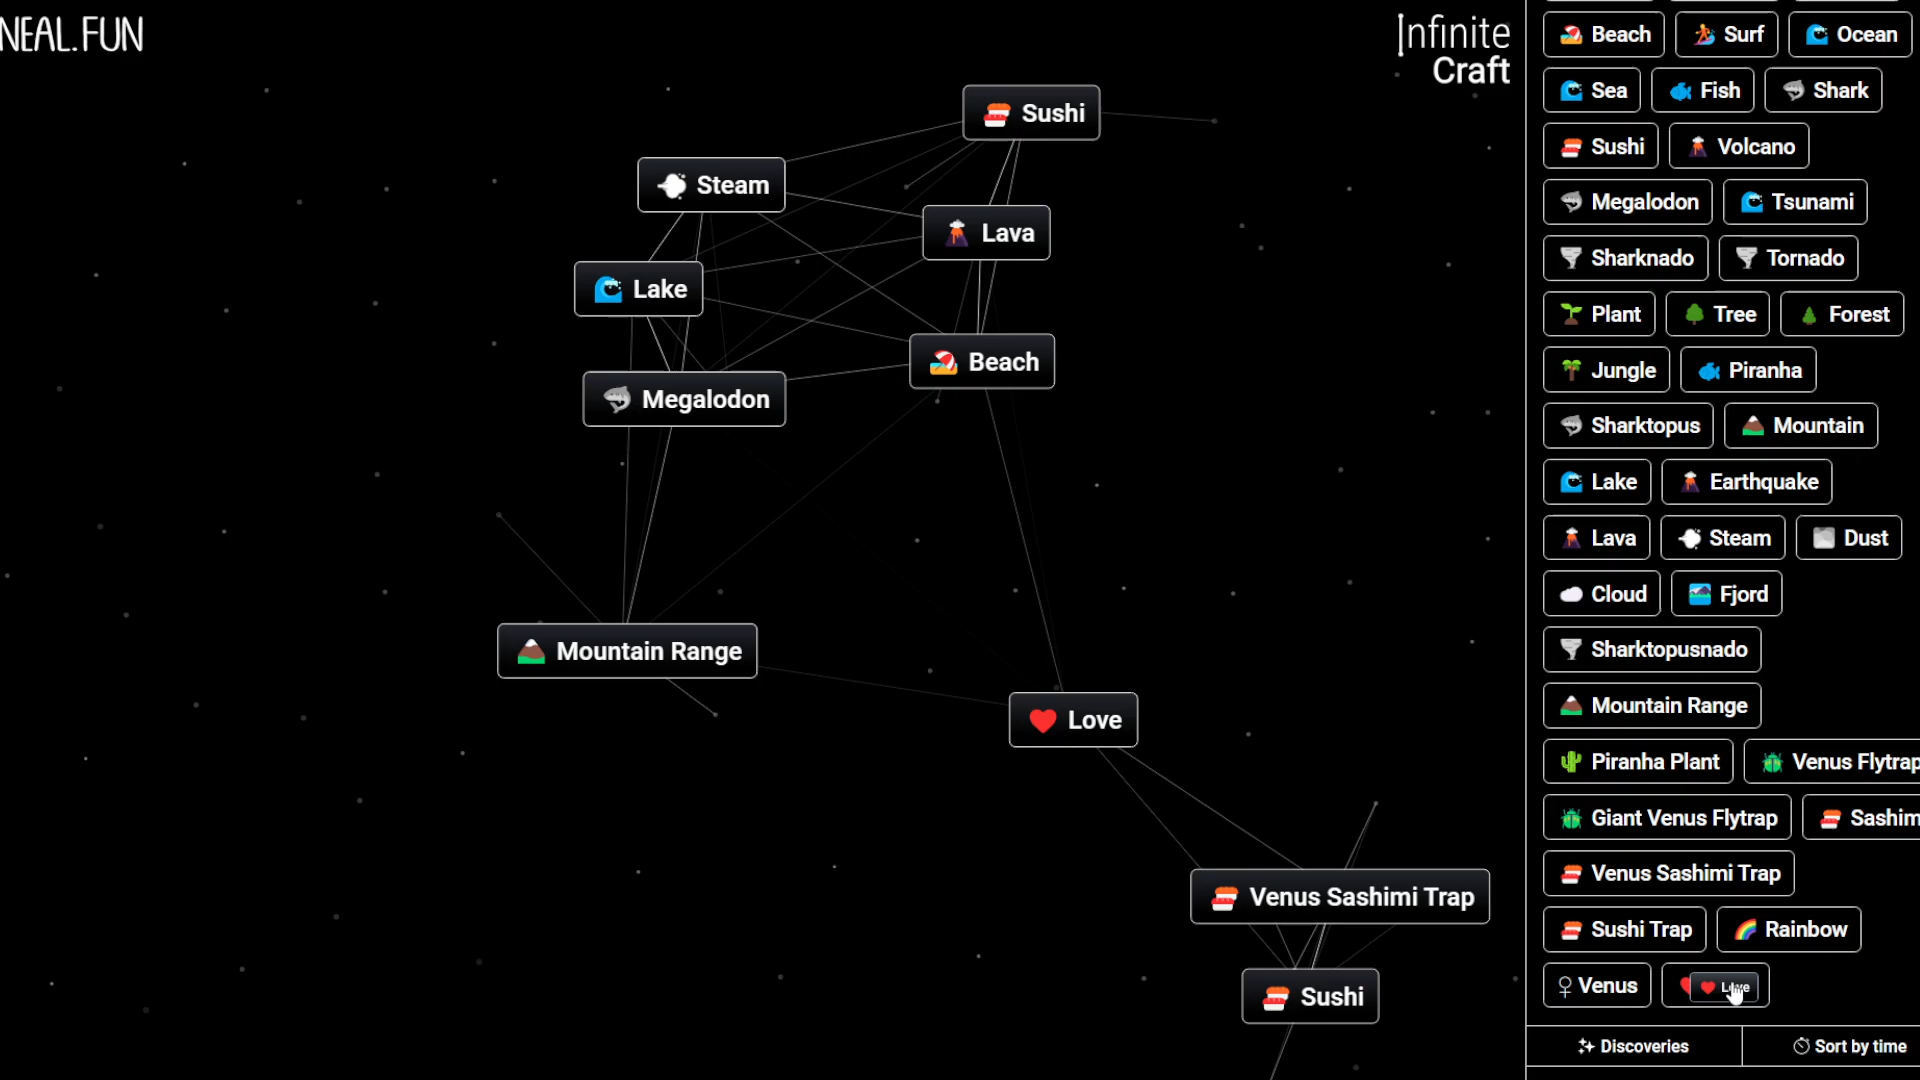 NEAL.FUN
Infinite
Craft
Sushi
Steam
Lava
Lake
Beach
Megalodon
Mountain Range
Love
Venus Sashimi Trap
Sushi
Beach Surf Ocean
Sea Fish Shark
Sushi Volcano
Megalodon Tsunami
Sharknado Tornado
Plant Tree Forest
Jungle Piranha
Sharktopus Mountain
Lake Earthquake
Lava Steam Dust
Cloud Fjord
Sharktopusnado
Mountain Range
Piranha Plant Venus Flytrap
Giant Venus Flytrap Sashim
Venus Sashimi Trap
Sushi Trap Rainbow
Venus Love
Discoveries Sort by time